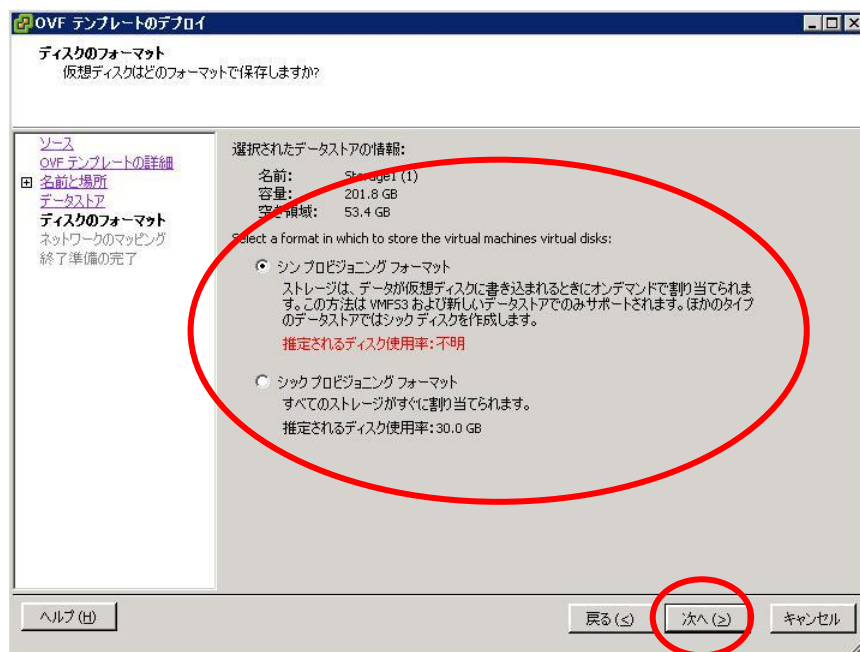 OVF テンプレートのデプロイ
ディスクのフォーマット
仮想ディスクはどのフォーマットで保存しますか?
ソース
OVF テンプレートの詳細
名前と場所
データストア
ディスクのフォーマット
ネットワークのマッピング
終了準備の完了
選択されたデータストアの情報:
名前: Storage1 (1)
容量: 201.8 GB
空き領域: 53.4 GB
Select a format in which to store the virtual machines virtual disks:
シン プロビジョニング フォーマット
ストレージは、データが仮想ディスクに書き込まれるときにオンデマンドで割り当てられま
す。この方法は VMFS3 および新しいデータストアでのみサポートされます。ほかのタイプ
のデータストアではシック ディスクを作成します。
推定されるディスク使用率:不明
シック プロビジョニング フォーマット
すべてのストレージがすぐに割り当てられます。
推定されるディスク使用率:30.0 GB
ヘルプ (H)
戻る (<)
次へ (>)
キャンセル